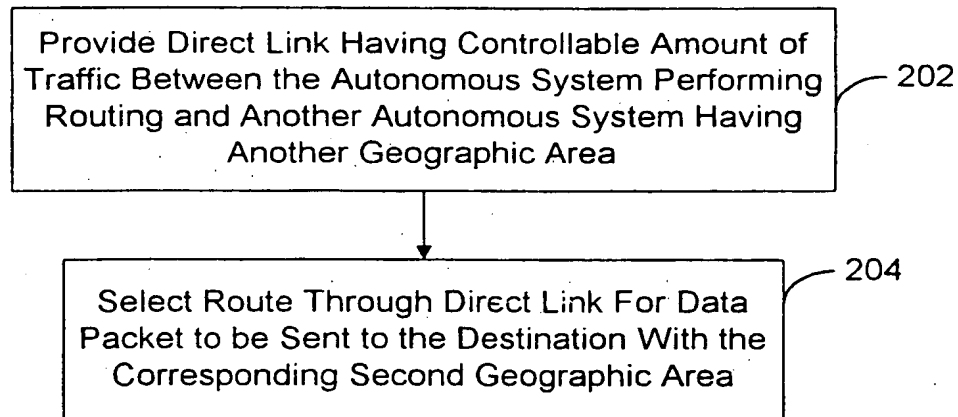 Provide Direct Link Having Controllable Amount of
Traffic Between the Autonomous System Performing
Routing and Another Autonomous System Having
Another Geographic Area
202
204
Select Route Through Direct Link For Data
Packet to be Sent to the Destination With the
Corresponding Second Geographic Area